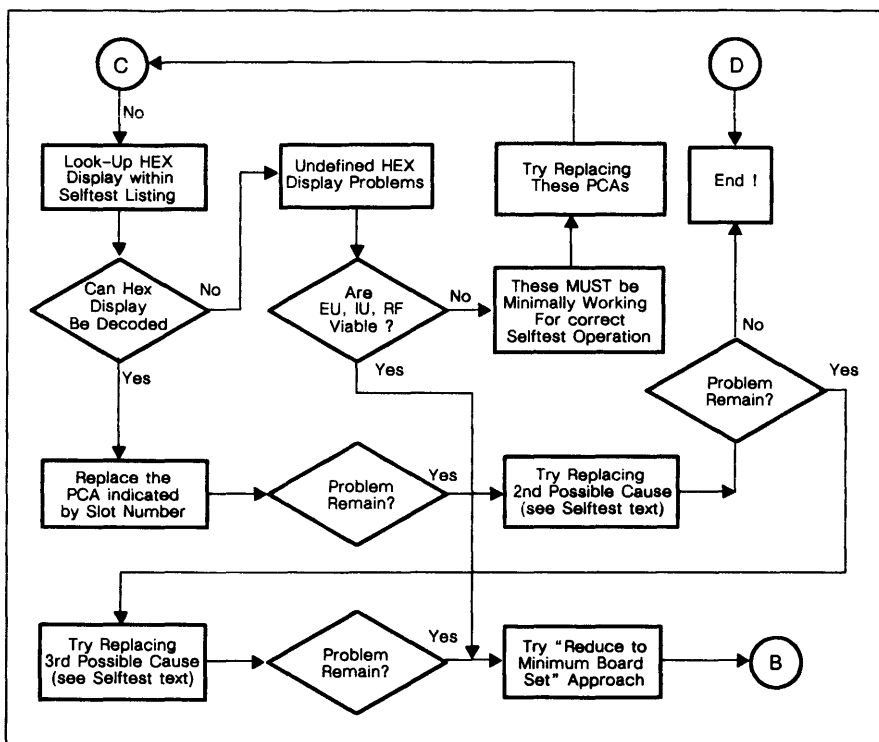 C
D
No
Look-Up HEX
Display within
Selftest Listing
Undefined HEX
Display Problems
Try Replacing
These PCAs
End !
Can Hex
Display
Be Decoded
No
Are
EU, IU, RF
Viable ?
No
These MUST be
Minimally Working
For correct
Selftest Operation
No
Yes
Yes
Problem
Remain?
Yes
Replace the
PCA indicated
by Slot Number
Problem
Remain?
Yes
Try Replacing
2nd Possible Cause
(see Selftest text)
Try Replacing
3rd Possible Cause
(see Selftest text)
Problem
Remain?
Yes
Try "Reduce to
Minimum Board
Set" Approach
B